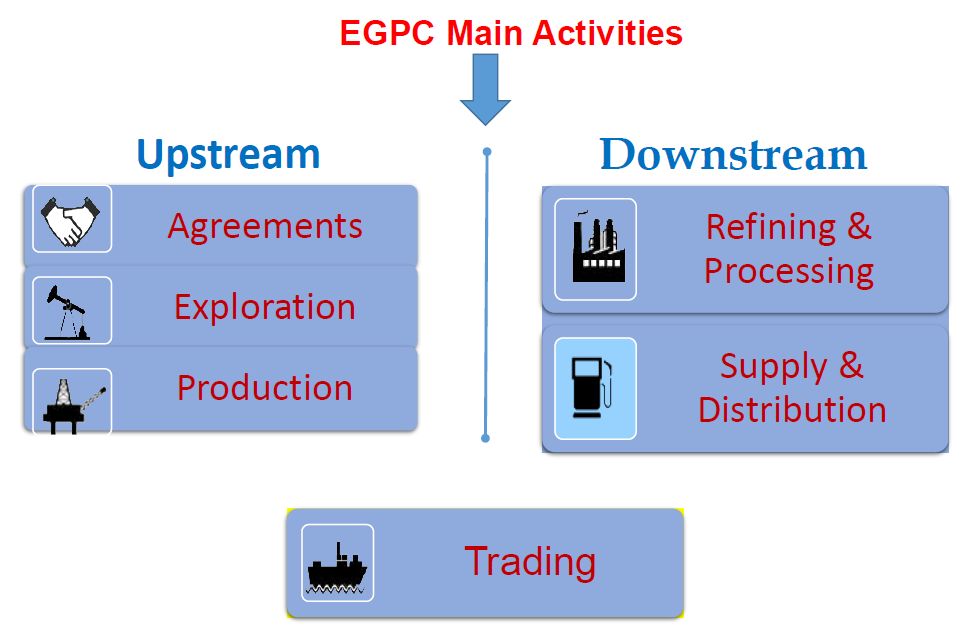 EGPC Main Activities
Upstream
Agreements
Exploration
Production
Downstream
Refining &
Processing
Supply &
Distribution
Trading